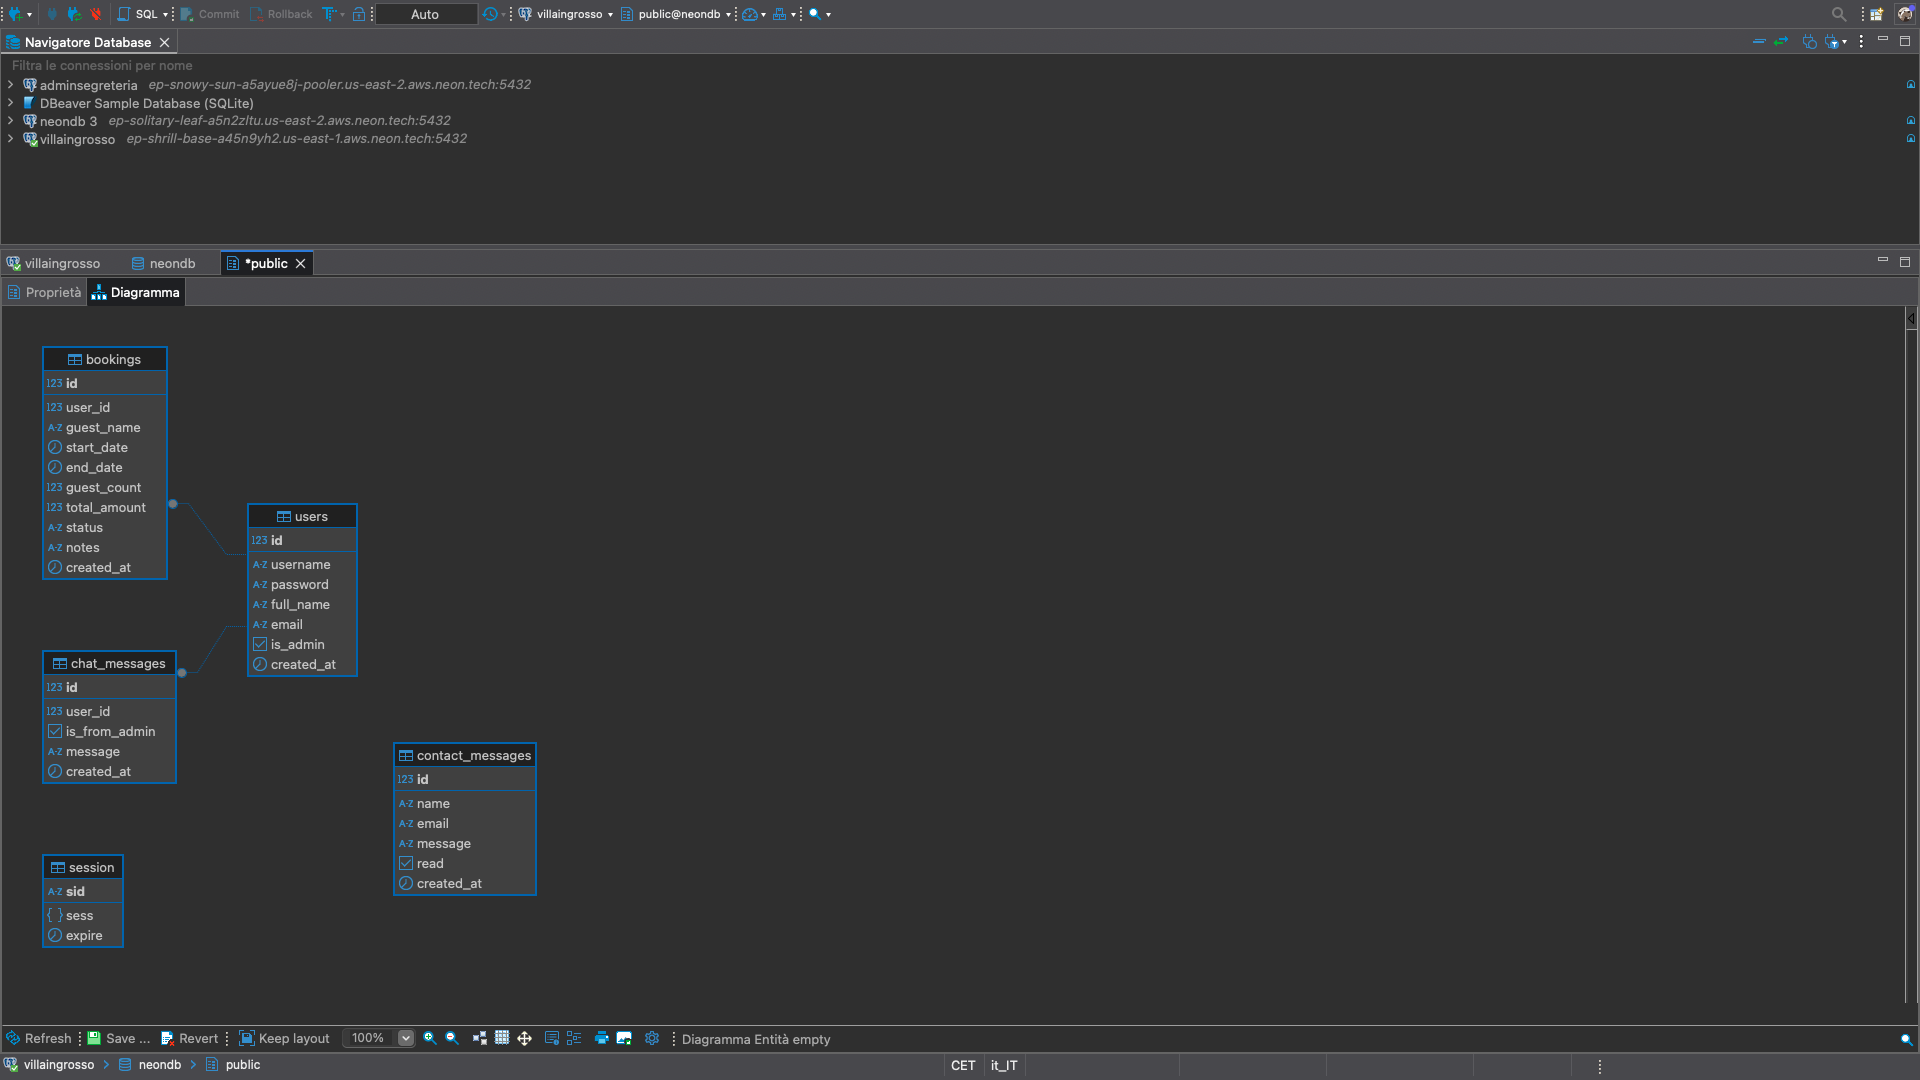 SQL Commit Rollback Auto villaingrosso public@neondb
Navigatore Database
Filtra le connessioni per nome
adminsegreteria ep-snowy-sun-a5ayue8j-pooler.us-east-2.aws.neon.tech:5432
DBeaver Sample Database (SQLite)
neondb 3 ep-solitary-leaf-a5n2zltu.us-east-2.aws.neon.tech:5432
villaingrosso ep-shrill-base-a45n9yh2.us-east-1.aws.neon.tech:5432
villaingrosso neondb *public
Proprietà Diagramma
bookings
123 id
123 user_id
A-Z guest_name
start_date
end_date
123 guest_count
123 total_amount
A-Z status
A-Z notes
created_at
users
123 id
A-Z username
A-Z password
A-Z full_name
A-Z email
is_admin
created_at
chat_messages
123 id
123 user_id
is_from_admin
A-Z message
created_at
contact_messages
123 id
A-Z name
A-Z email
A-Z message
read
created_at
session
A-Z sid
{ } sess
expire
Refresh Save ... Revert Keep layout 100% Diagramma Entità empty
villaingrosso neondb public CET it_IT